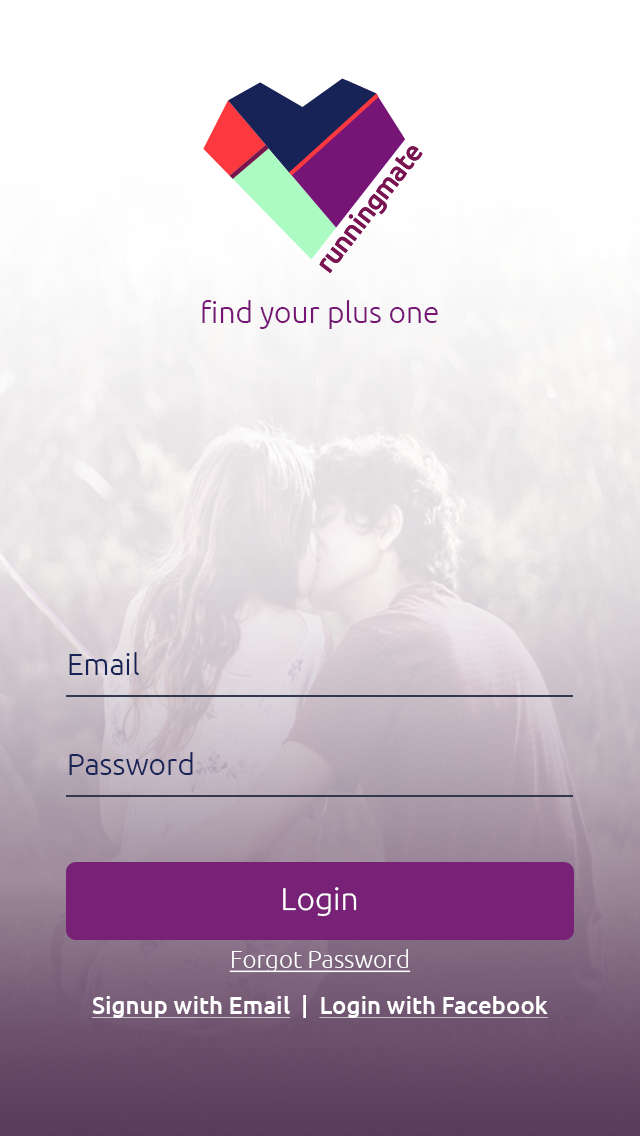 runningmate
find your plus one
Email
Password
Login
Forgot Password
Signup with Email | Login with Facebook